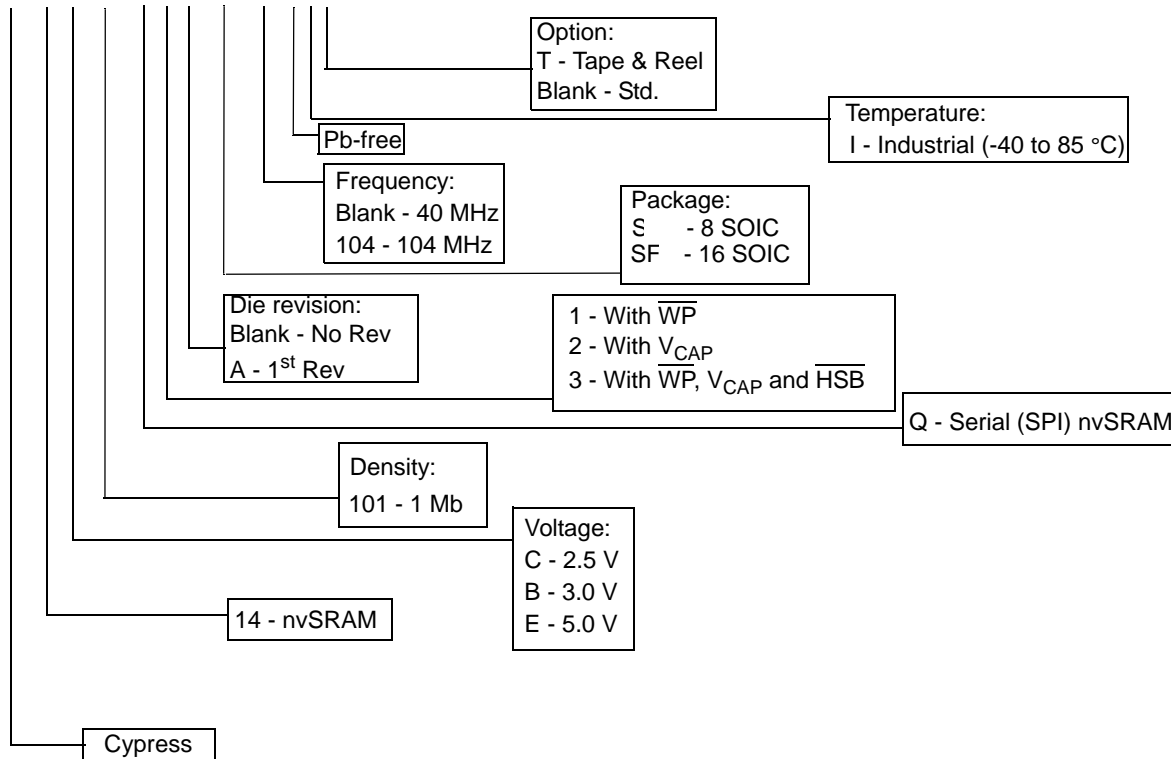 Option:
T - Tape & Reel
Blank - Std.
Temperature:
I - Industrial (-40 to 85 °C)
Pb-free
Frequency:
Blank - 40 MHz
104 - 104 MHz
Package:
S - 8 SOIC
SF - 16 SOIC
Die revision:
Blank - No Rev
A - 1st Rev
1 - With W̅P̅
2 - With VCAP
3 - With W̅P̅, VCAP and H̅S̅B̅
Q - Serial (SPI) nvSRAM
Density:
101 - 1 Mb
Voltage:
C - 2.5 V
B - 3.0 V
E - 5.0 V
14 - nvSRAM
Cypress